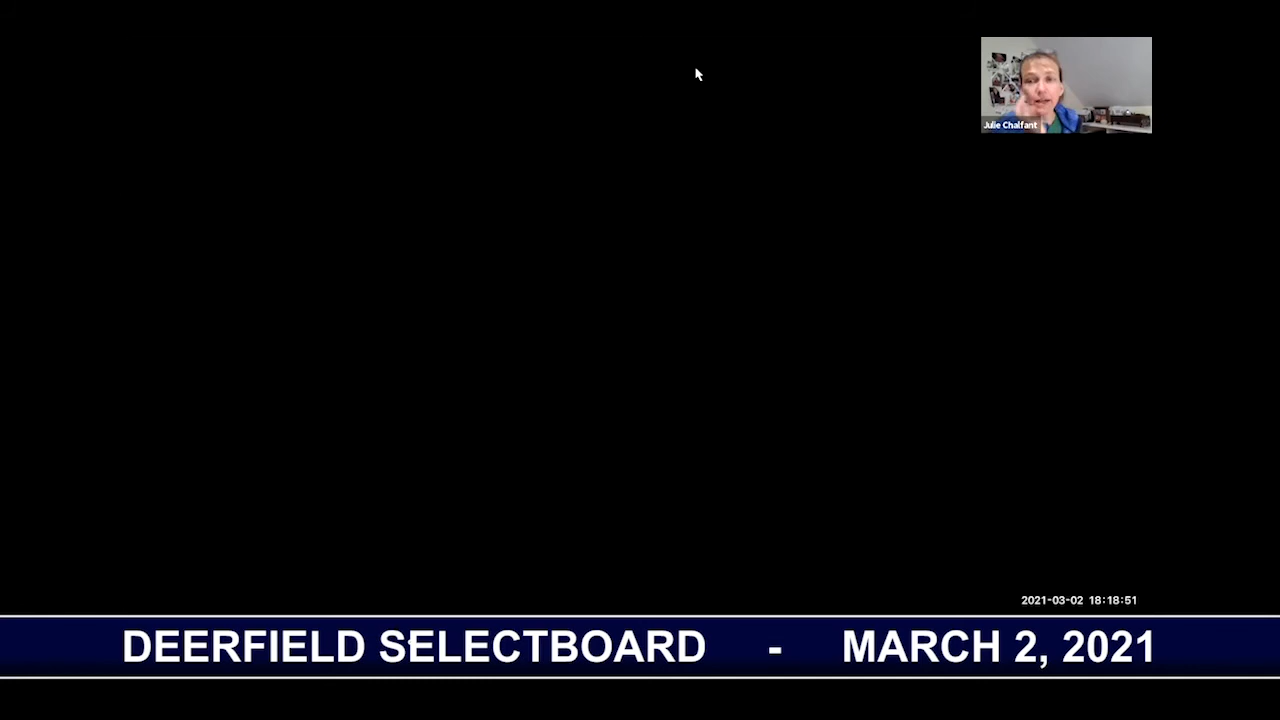 Julie Chalfant
2021-03-02 18:18:51
DEERFIELD SELECTBOARD - MARCH 2, 2021